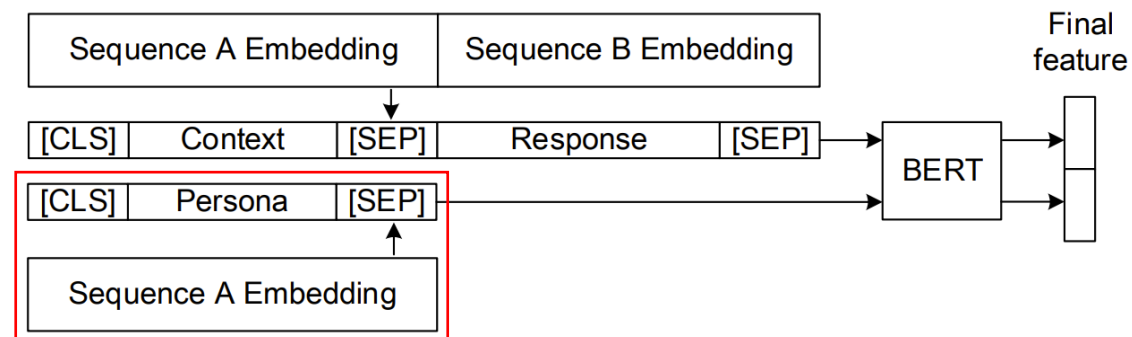 Final
feature
Sequence A Embedding Sequence B Embedding
[CLS] Context [SEP] Response [SEP]
BERT
[CLS] Persona [SEP]
Sequence A Embedding